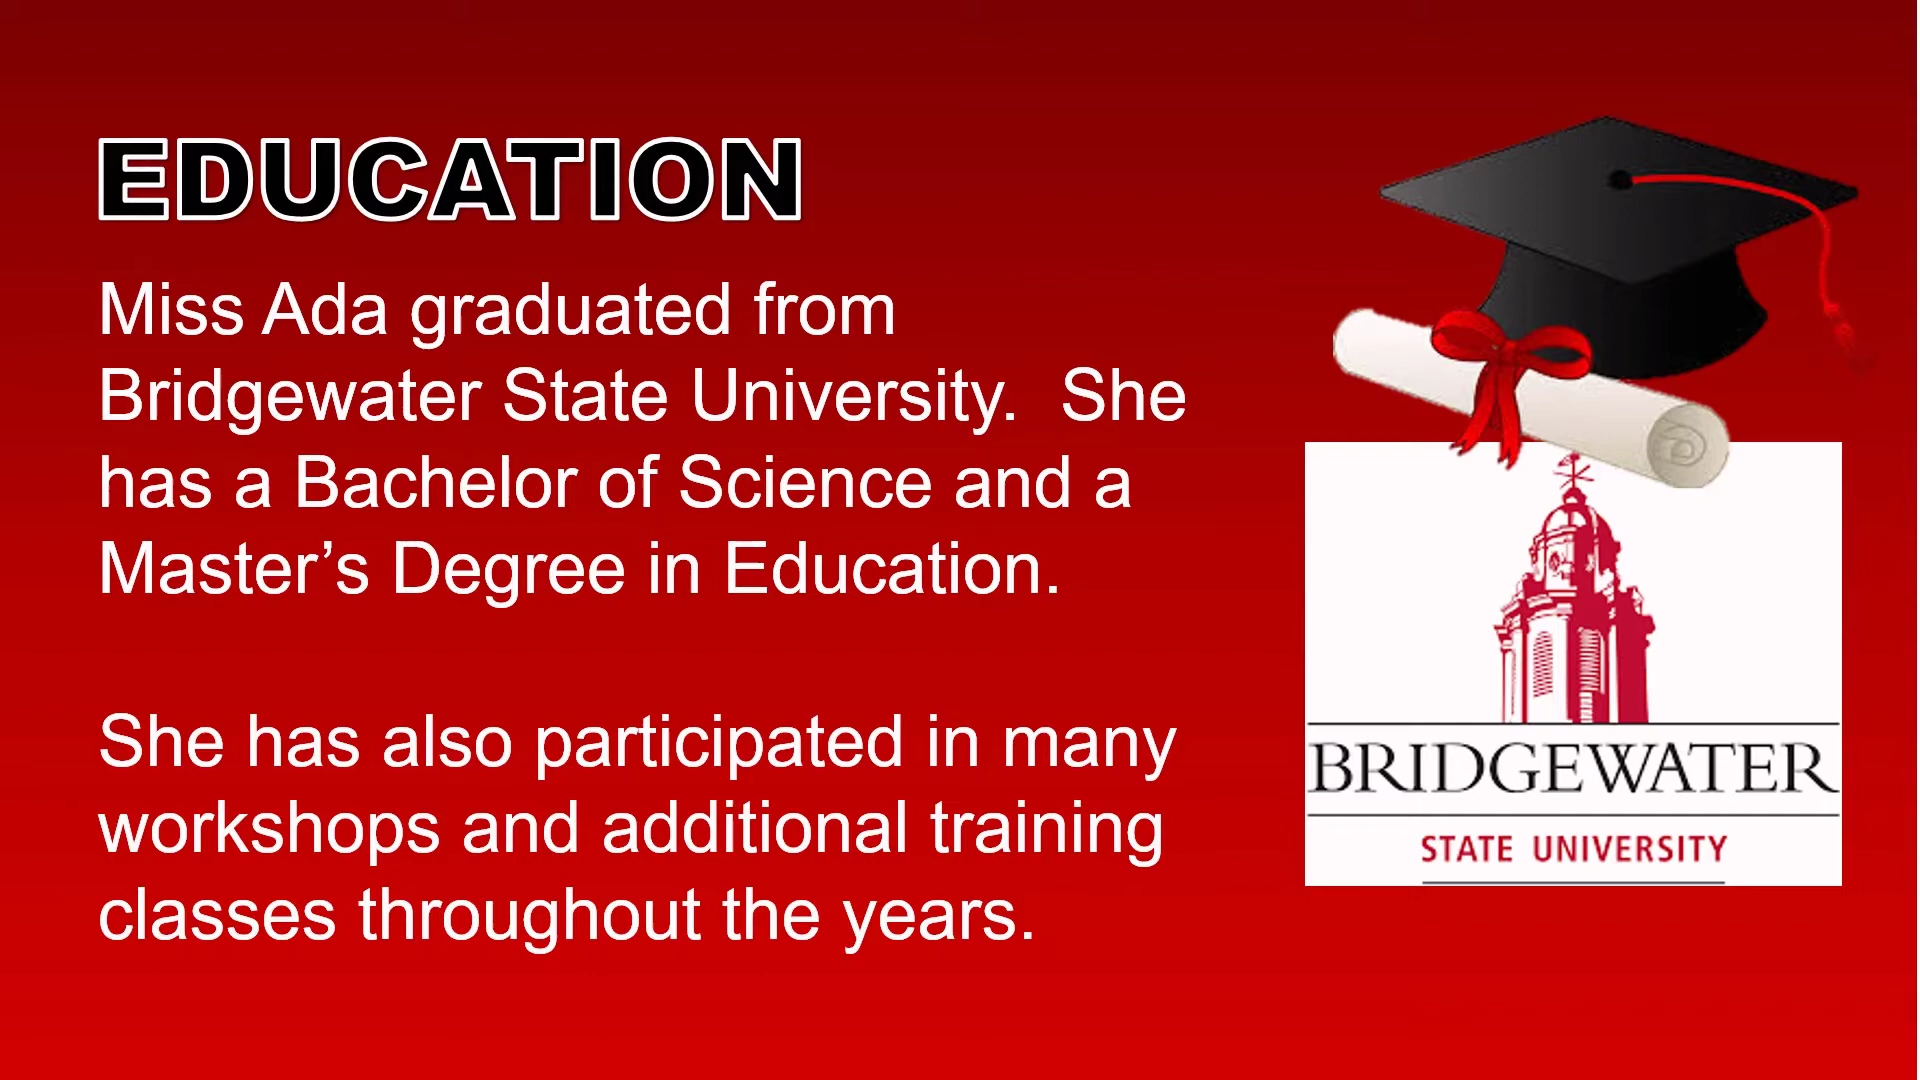 EDUCATION
Miss Ada graduated from
Bridgewater State University.  She
has a Bachelor of Science and a
Master’s Degree in Education.
She has also participated in many
workshops and additional training
classes throughout the years.
BRIDGEWATER
STATE UNIVERSITY